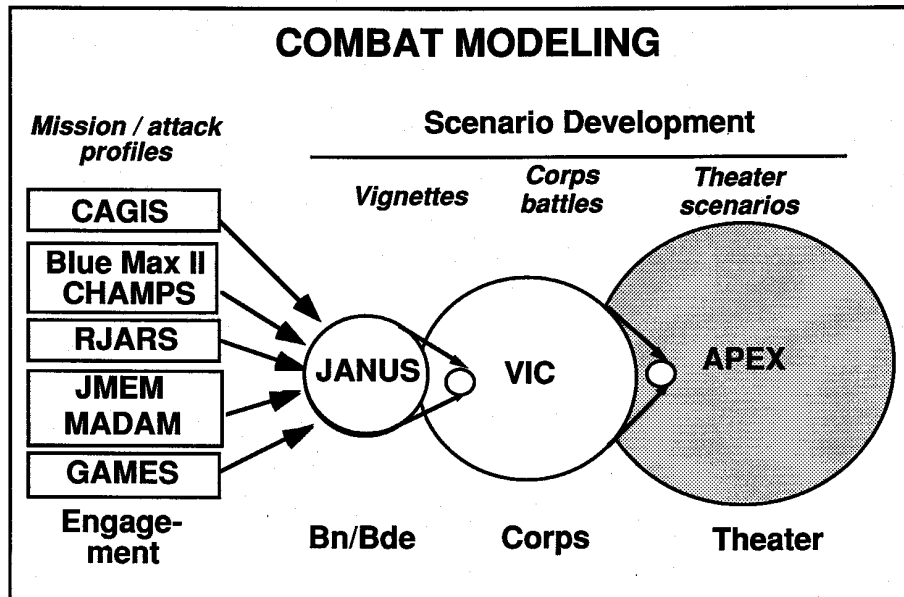 COMBAT MODELING
Mission / attack
profiles
Scenario Development
Vignettes
Corps
battles
Theater
scenarios
CAGIS
Blue Max II
CHAMPS
RJARS
JMEM
MADAM
GAMES
JANUS
VIC
APEX
Engage-
ment
Bn/Bde
Corps
Theater